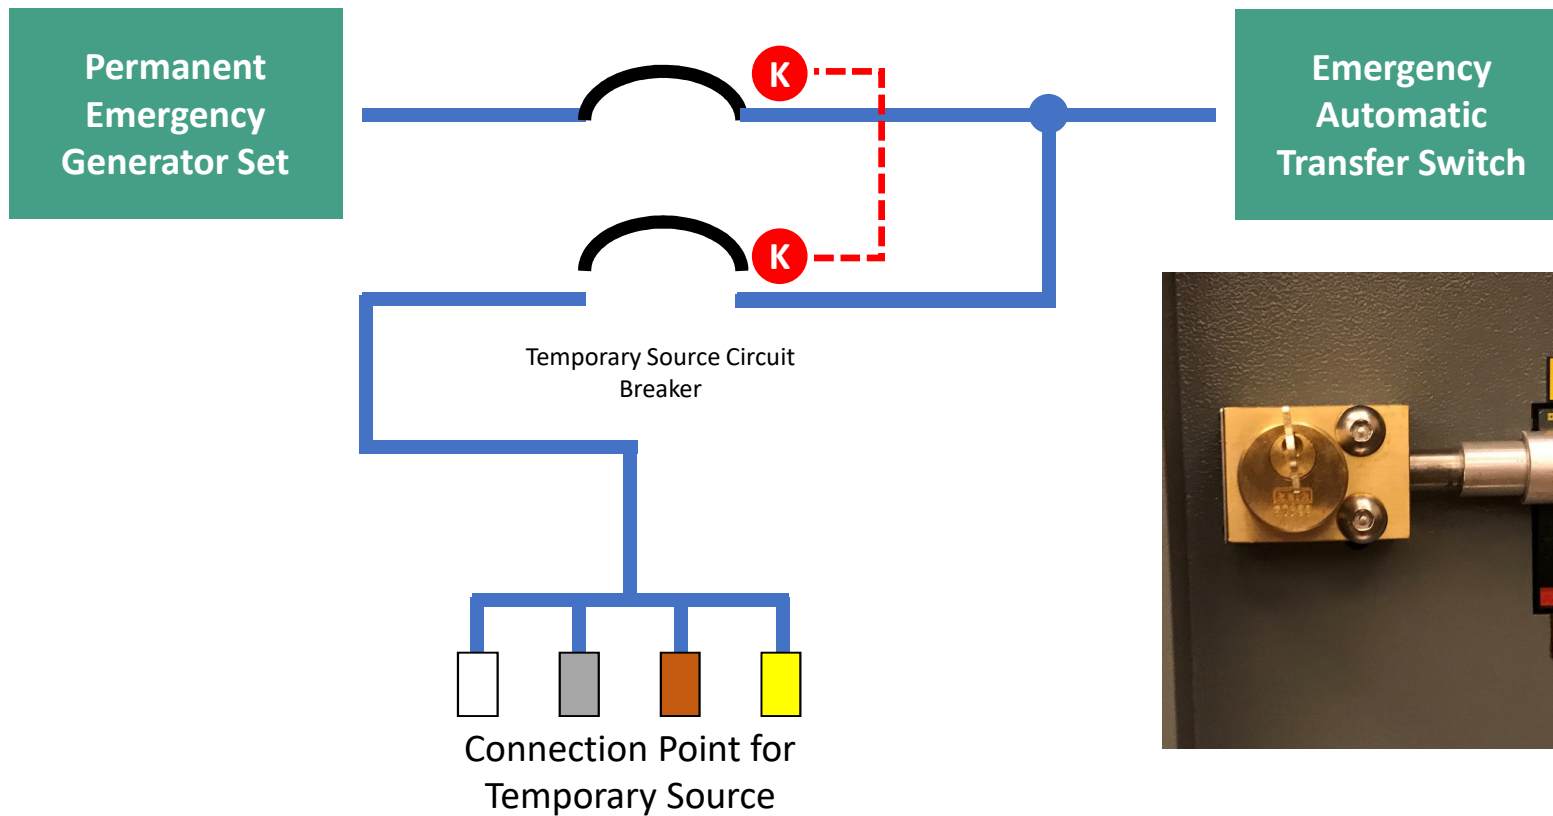 Permanent
Emergency
Generator Set
K
Emergency
Automatic
Transfer Switch
K
Temporary Source Circuit
Breaker
Connection Point for
Temporary Source